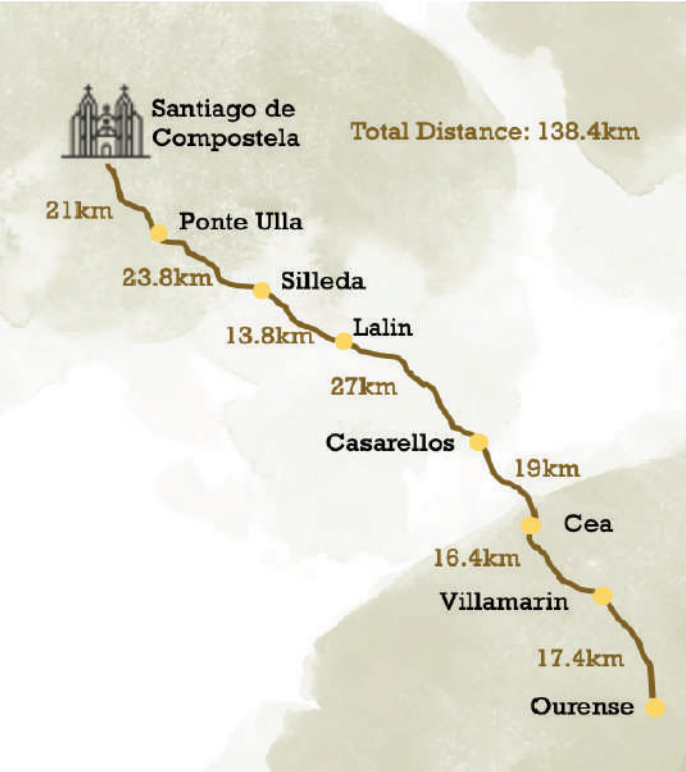 Santiago de
Compostela
Total Distance: 138.4km
21km
Ponte Ulla
23.8km
Silleda
13.8km
Lalin
27km
Casarellos
19km
Cea
16.4km
Villamarin
17.4km
Ourense